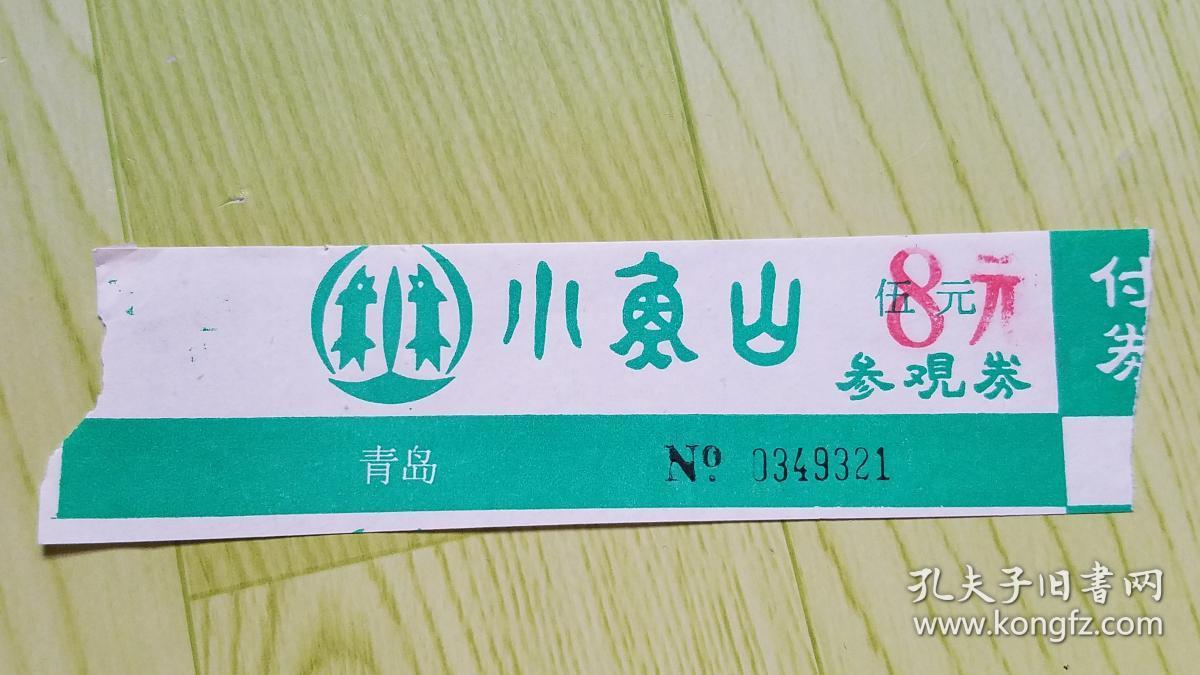 小魚山
伍元
8元
参观券
付券
青岛
Nº 0349321
孔夫子旧書网
www.kongfz.com